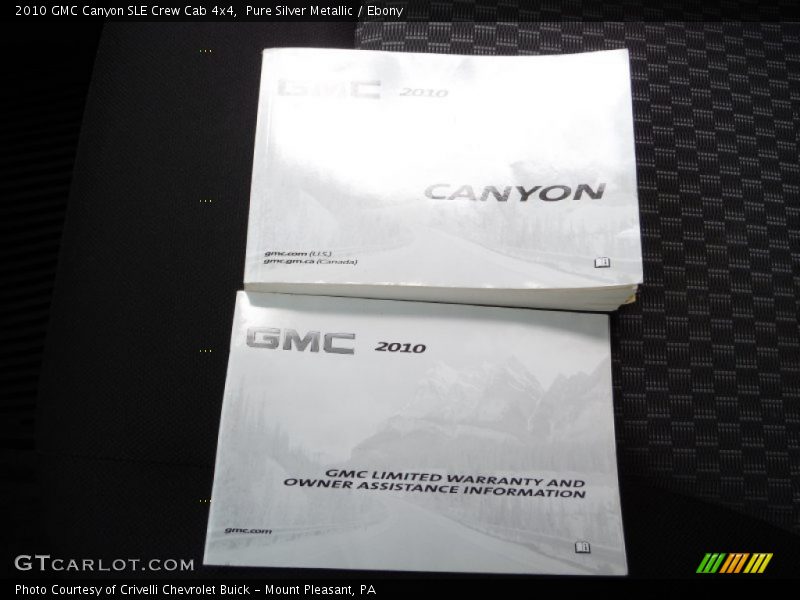 2010 GMC Canyon SLE Crew Cab 4x4, Pure Silver Metallic / Ebony
GMC 2010
CANYON
gmc.com (U.S.)
gmc.gm.ca (Canada)
GMC 2010
GMC LIMITED WARRANTY AND
OWNER ASSISTANCE INFORMATION
gmc.com
GTCARLOT.COM
Photo Courtesy of Crivelli Chevrolet Buick - Mount Pleasant, PA